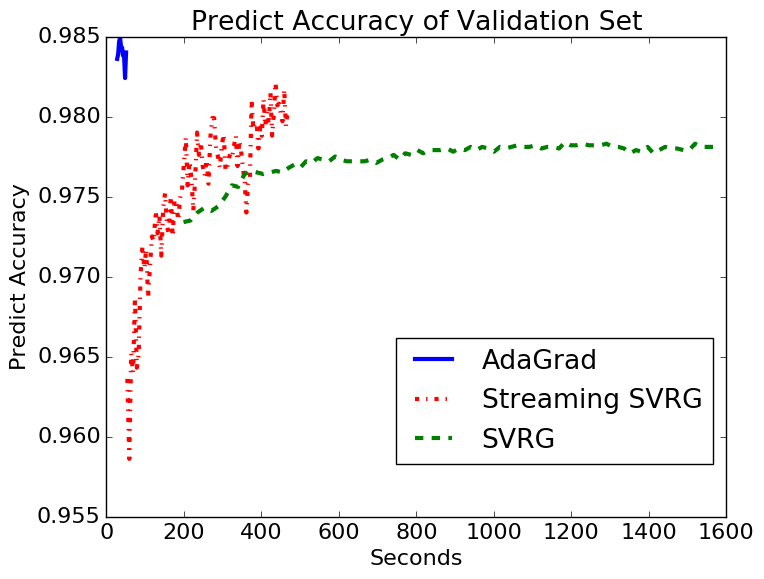 Predict Accuracy of Validation Set
Predict Accuracy
0.985
0.980
0.975
0.970
0.965
0.960
0.955
AdaGrad
Streaming SVRG
SVRG
0 200 400 600 800 1000 1200 1400 1600
Seconds